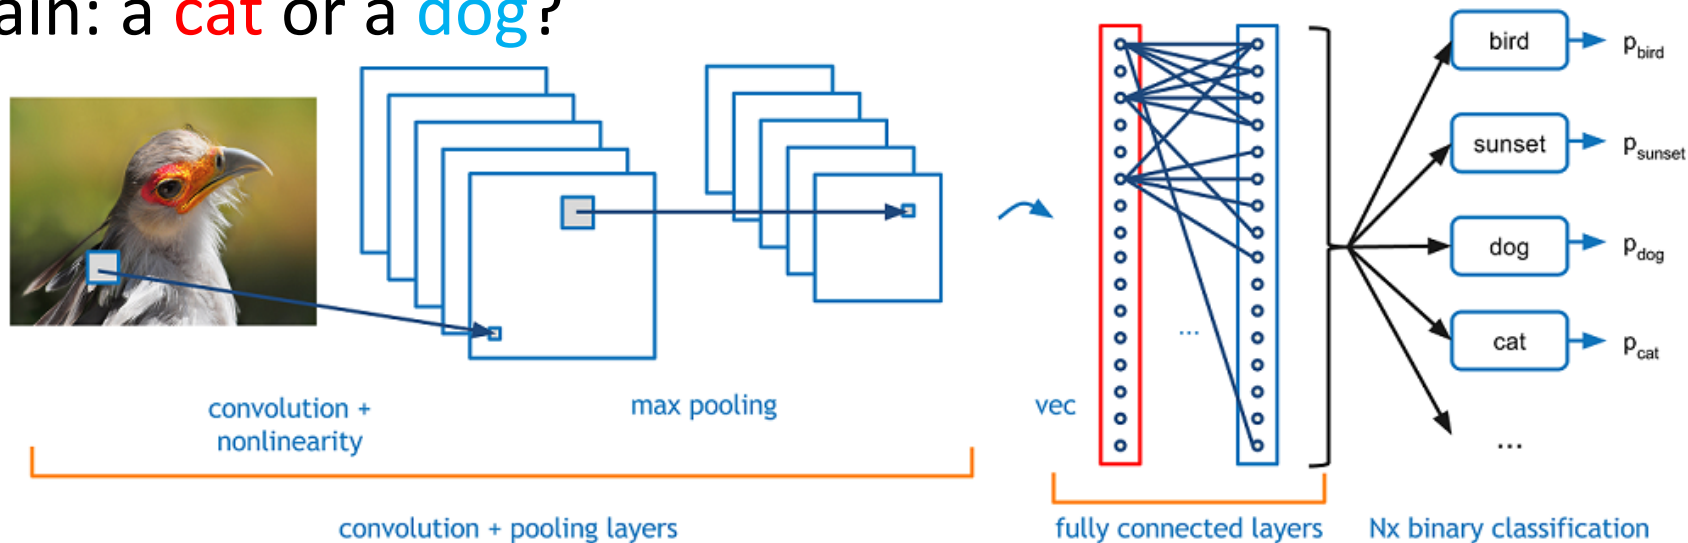 ain: a cat or a dog?
bird
p_bird
sunset
p_sunset
dog
p_dog
cat
p_cat
...
...
convolution +
nonlinearity
max pooling
vec
convolution + pooling layers
fully connected layers
Nx binary classification